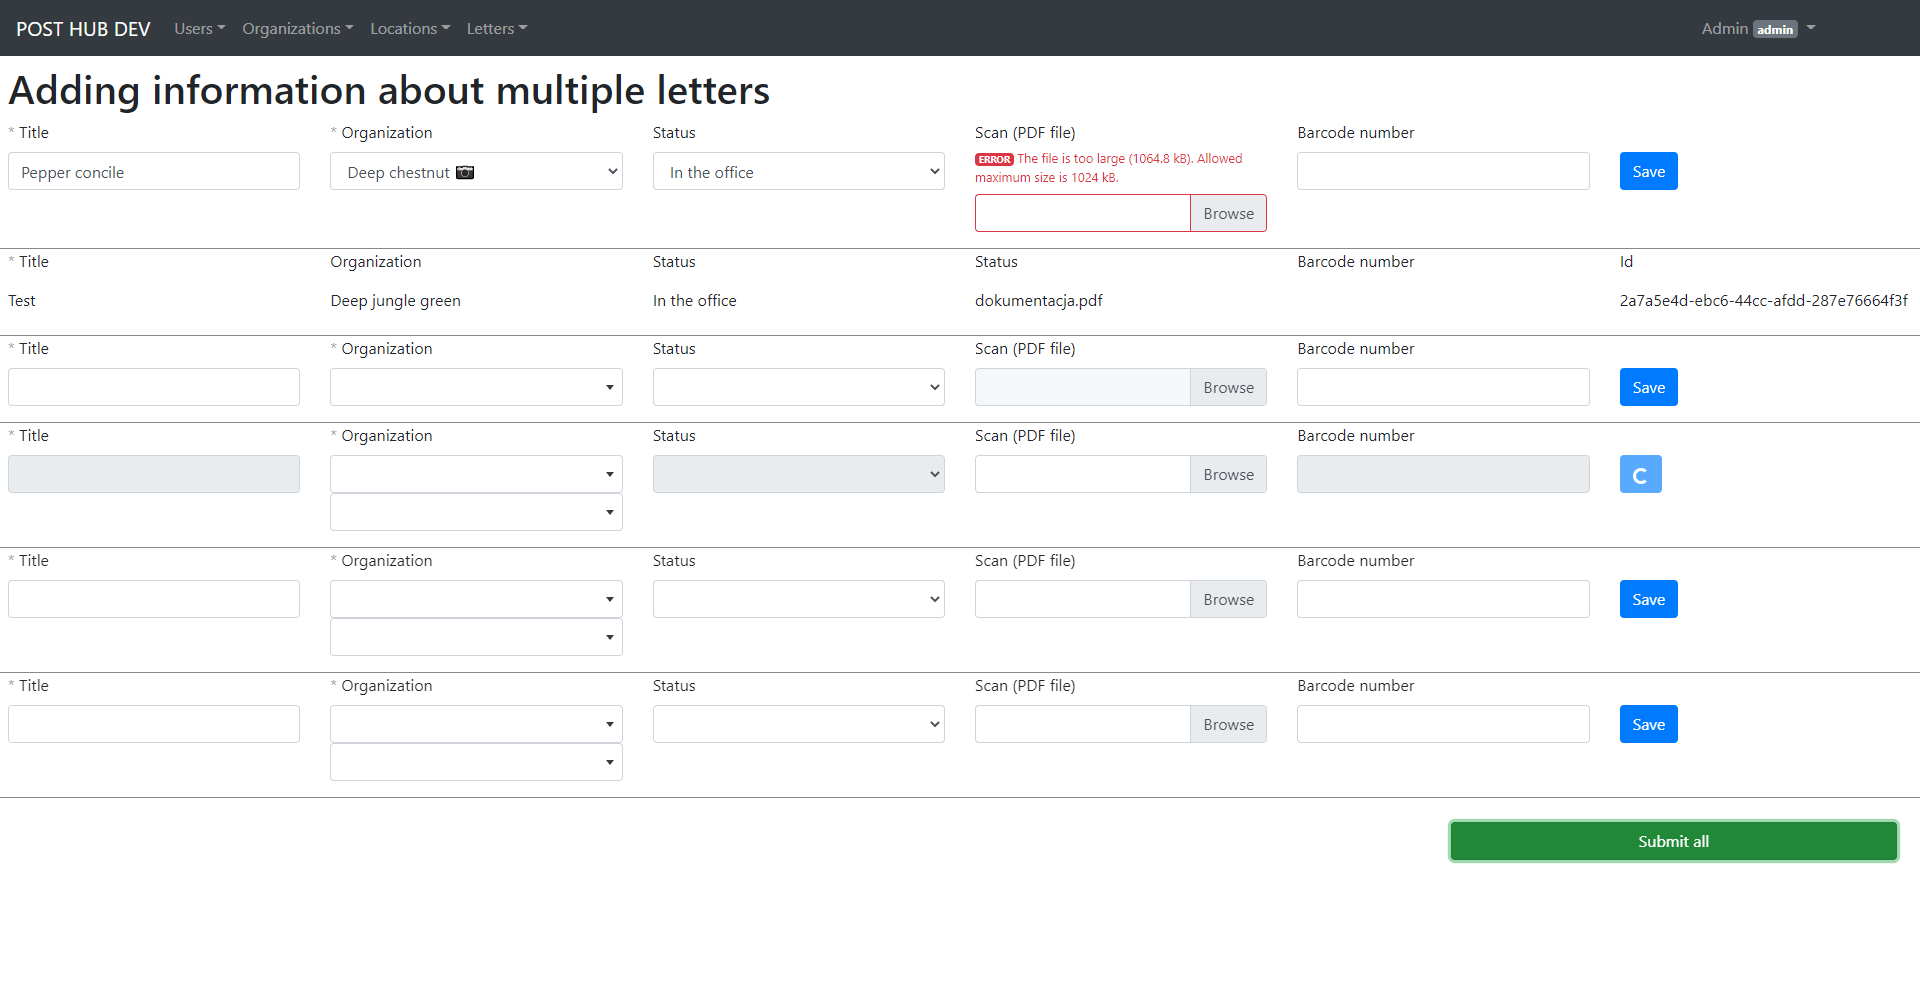 POST HUB DEV Users Organizations Locations Letters Admin admin
Adding information about multiple letters
* Title * Organization Status Scan (PDF file) Barcode number
ERROR The file is too large (1064.8 kB). Allowed
maximum size is 1024 kB.
Pepper concile Deep chestnut 📷 In the office Save
Browse
* Title Organization Status Status Barcode number Id
Test Deep jungle green In the office dokumentacja.pdf 2a7a5e4d-ebc6-44cc-afdd-287e76664f3f
* Title * Organization Status Scan (PDF file) Barcode number
Browse Save
* Title * Organization Status Scan (PDF file) Barcode number
Browse
* Title * Organization Status Scan (PDF file) Barcode number
Browse Save
* Title * Organization Status Scan (PDF file) Barcode number
Browse Save
Submit all